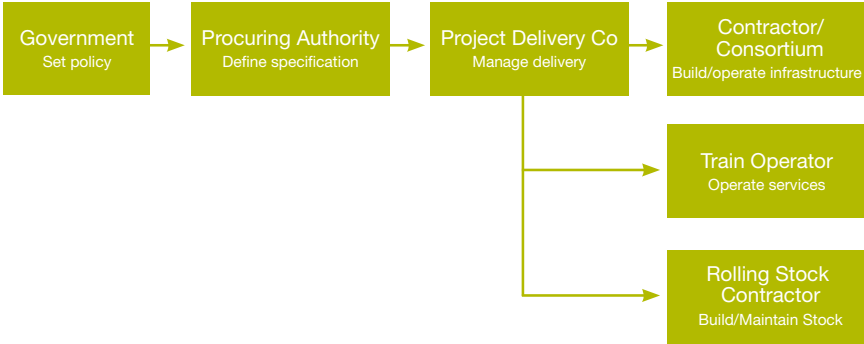 Government
Set policy
Procuring Authority
Define specification
Project Delivery Co
Manage delivery
Contractor/
Consortium
Build/operate infrastructure
Train Operator
Operate services
Rolling Stock
Contractor
Build/Maintain Stock